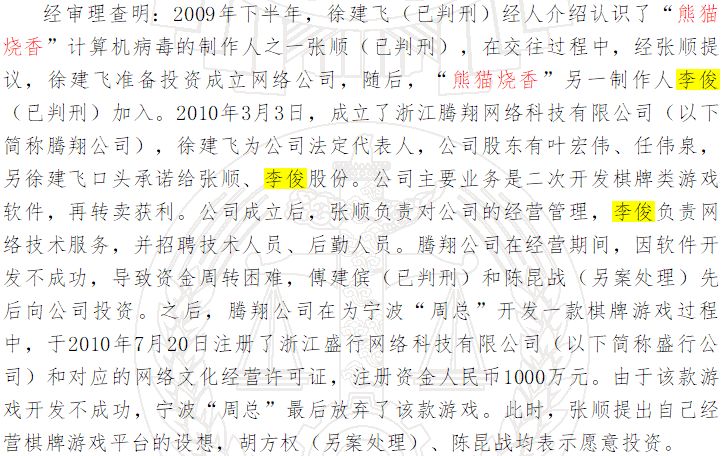 经审理查明：2009年下半年，徐建飞（已判刑）经人介绍认识了“熊猫
烧香”计算机病毒的制作人之一张顺（已判刑），在交往过程中，经张顺提
议，徐建飞准备投资成立网络公司，随后，“熊猫烧香”另一制作人李俊
（已判刑）加入。2010年3月3日，成立了浙江腾翔网络科技有限公司（以下
简称腾翔公司），徐建飞为公司法定代表人，公司股东有叶宏伟、任伟泉，
另徐建飞口头承诺给张顺、李俊股份。公司主要业务是二次开发棋牌类游戏
软件，再转卖获利。公司成立后，张顺负责对公司的经营管理，李俊负责网
络技术服务，并招聘技术人员、后勤人员。腾翔公司在经营期间，因软件开
发不成功，导致资金周转困难，傅建傧（已判刑）和陈昆战（另案处理）先
后向公司投资。之后，腾翔公司在为宁波“周总”开发一款棋牌游戏过程
中，于2010年7月20日注册了浙江盛行网络科技有限公司（以下简称盛行公
司）和对应的网络文化经营许可证，注册资金人民币1000万元。由于该款游
戏开发不成功，宁波“周总”最后放弃了该款游戏。此时，张顺提出自己经
营棋牌游戏平台的设想，胡方权（另案处理）、陈昆战均表示愿意投资。